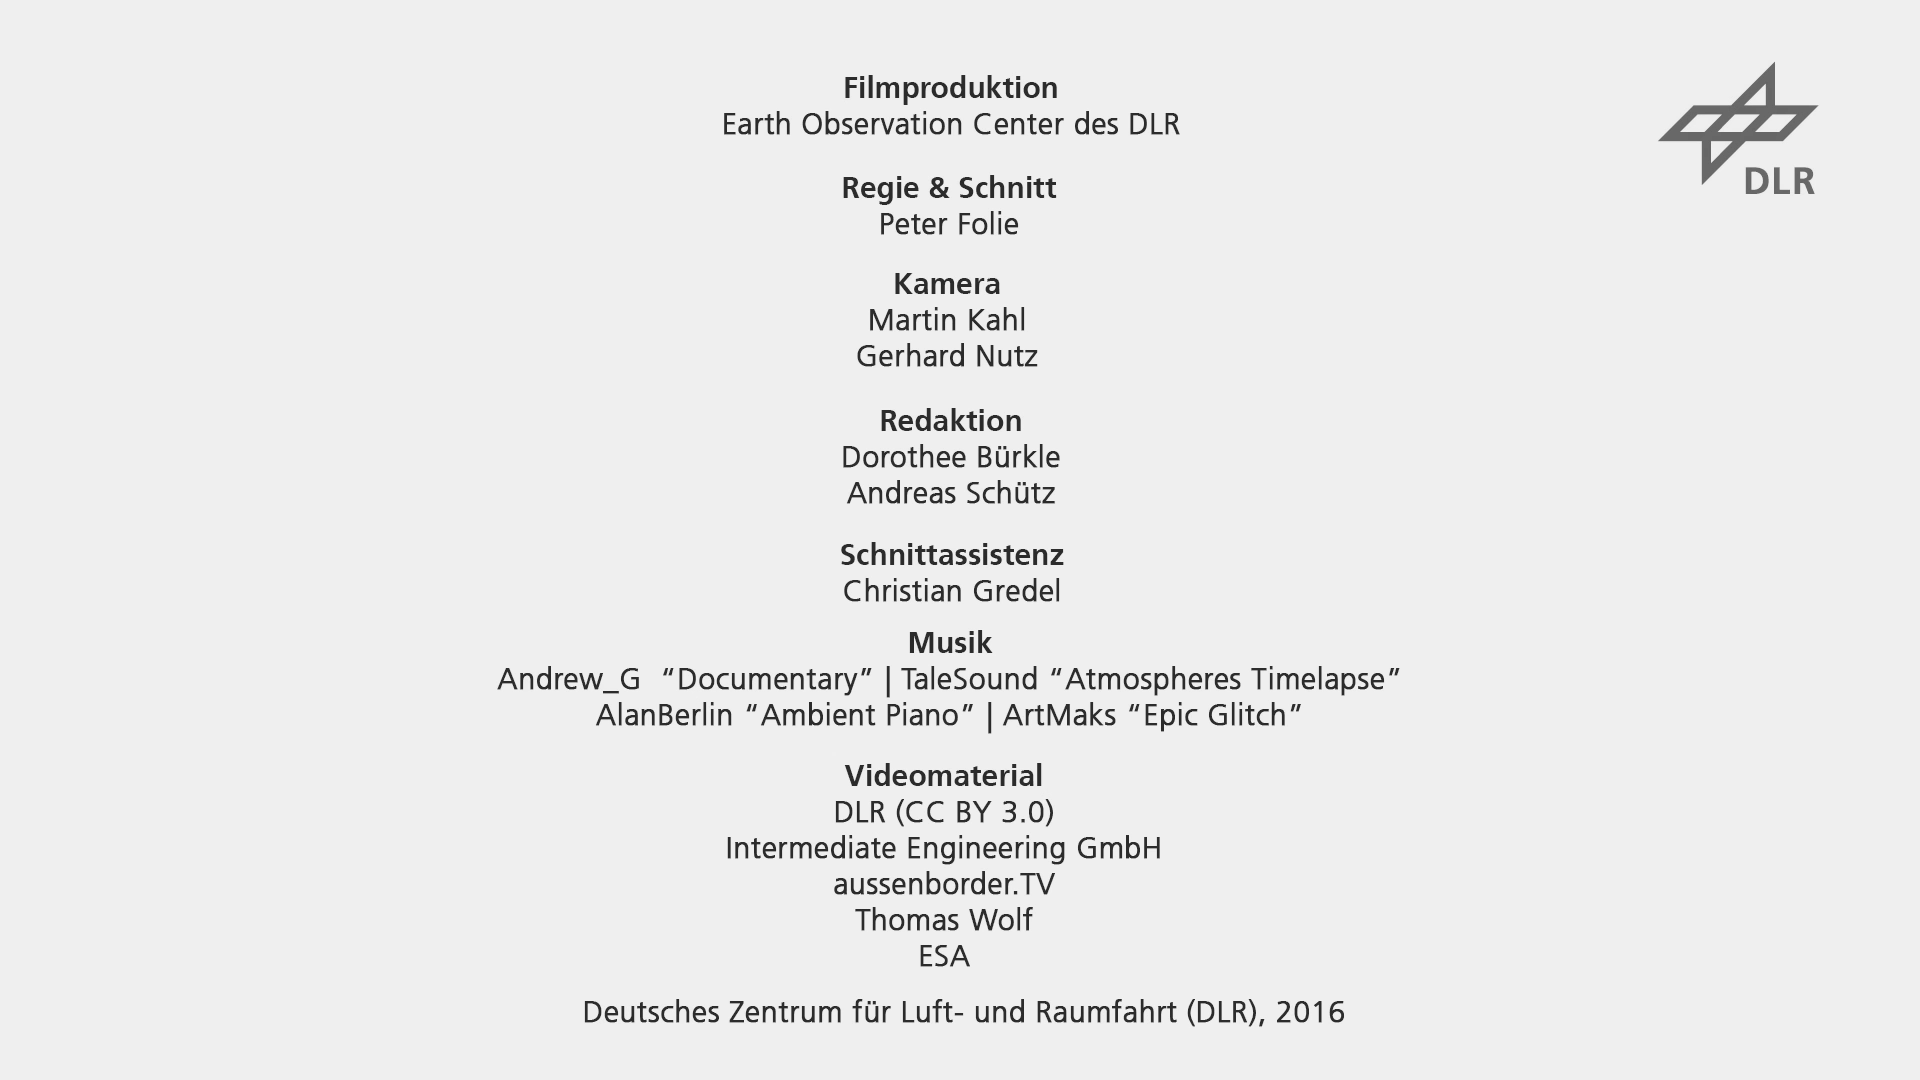 Filmproduktion
Earth Observation Center des DLR
DLR
Regie & Schnitt
Peter Folie
Kamera
Martin Kahl
Gerhard Nutz
Redaktion
Dorothee Bürkle
Andreas Schütz
Schnittassistenz
Christian Gredel
Musik
Andrew_G  “Documentary” | TaleSound “Atmospheres Timelapse”
AlanBerlin “Ambient Piano” | ArtMaks “Epic Glitch”
Videomaterial
DLR (CC BY 3.0)
Intermediate Engineering GmbH
aussenborder.TV
Thomas Wolf
ESA
Deutsches Zentrum für Luft- und Raumfahrt (DLR), 2016